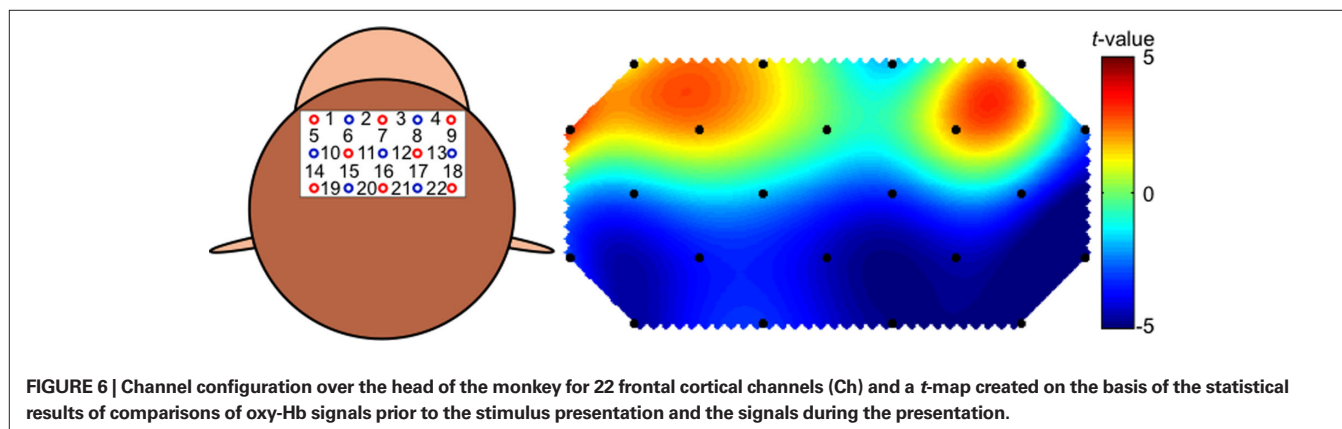 t-value
1 2 3 4
5 6 7 8 9
10 11 12 13
14 15 16 17 18
19 20 21 22
5
0
-5
FIGURE 6 | Channel configuration over the head of the monkey for 22 frontal cortical channels (Ch) and a t-map created on the basis of the statistical
results of comparisons of oxy-Hb signals prior to the stimulus presentation and the signals during the presentation.